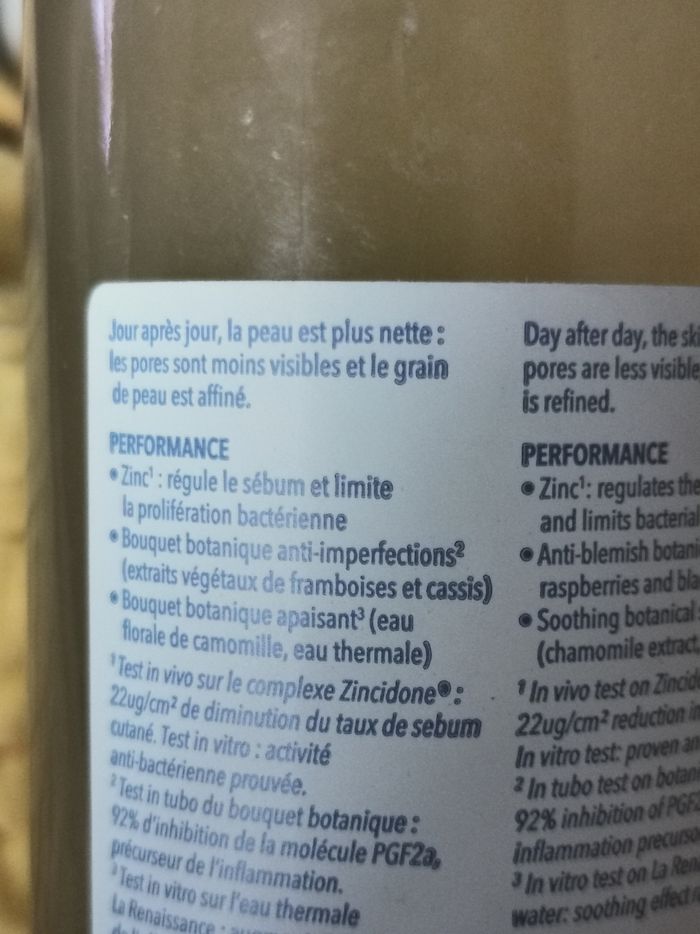 Jour après jour, la peau est plus nette :
les pores sont moins visibles et le grain
de peau est affiné.
PERFORMANCE
• Zinc¹ : régule le sébum et limite
la prolifération bactérienne
• Bouquet botanique anti-imperfections²
(extraits végétaux de framboises et cassis)
• Bouquet botanique apaisant³ (eau
florale de camomille, eau thermale)
¹ Test in vivo sur le complexe Zincidone® :
22ug/cm² de diminution du taux de sebum
cutané. Test in vitro : activité
anti-bactérienne prouvée.
² Test in tubo du bouquet botanique :
92% d'inhibition de la molécule PGF2a,
précurseur de l'inflammation.
³ Test in vitro sur l'eau thermale
La Renaissance :
Day after day, the
pores are less visible
is refined.
PERFORMANCE
• Zinc¹: regulates the
and limits bacterial
• Anti-blemish
raspberries and
• Soothing botanical
(chamomile extract,
¹ In vivo test on
22ug/cm² reduction
In vitro test: proven
² In tubo test on
92% inhibition of
inflammation
³ In vitro test on La
water: soothing effect